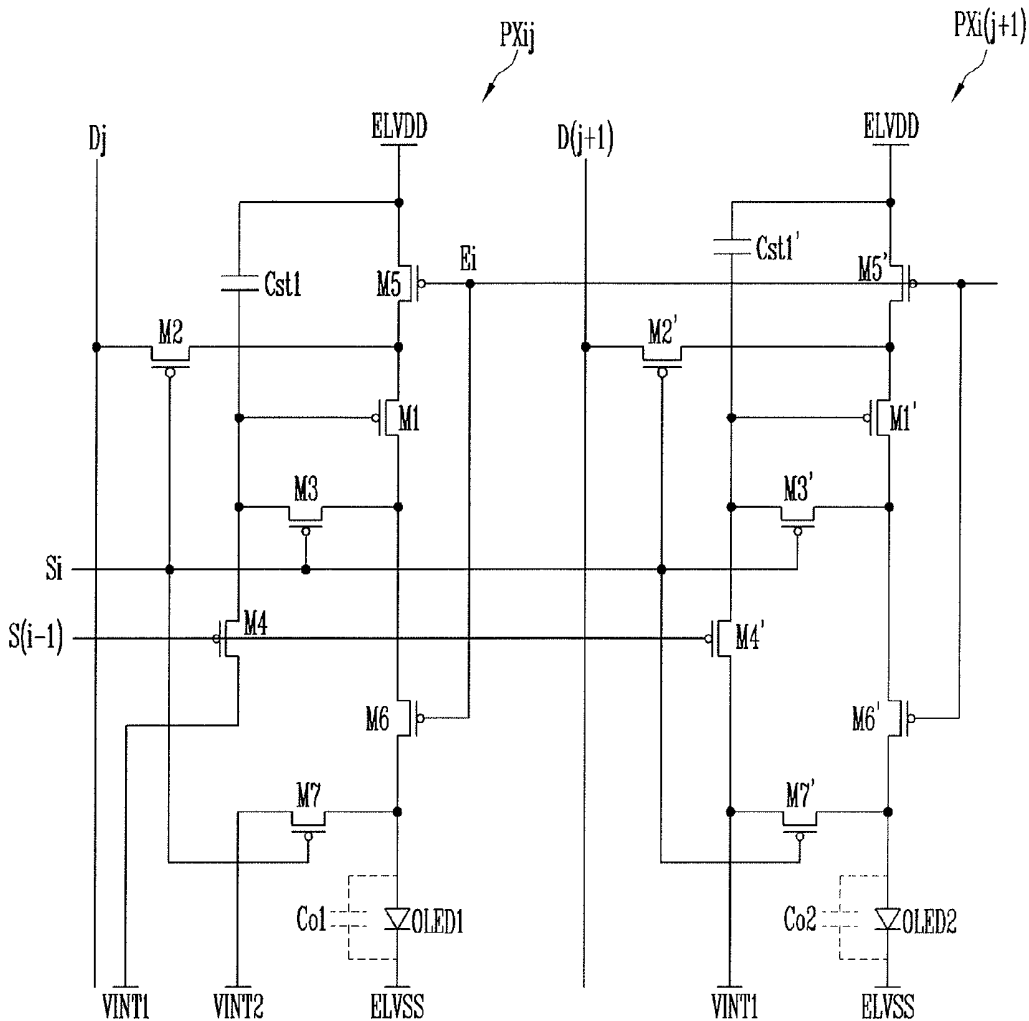 PXij PXi(j+1)
Dj ELVDD D(j+1) ELVDD
Cst1 M5 Ei Cst1' M5'
M2 M2'
M1 M1'
M3 M3'
Si
S(i-1) M4 M4'
M6 M6'
M7 M7'
Co1 OLED1 Co2 OLED2
VINT1 VINT2 ELVSS VINT1 ELVSS